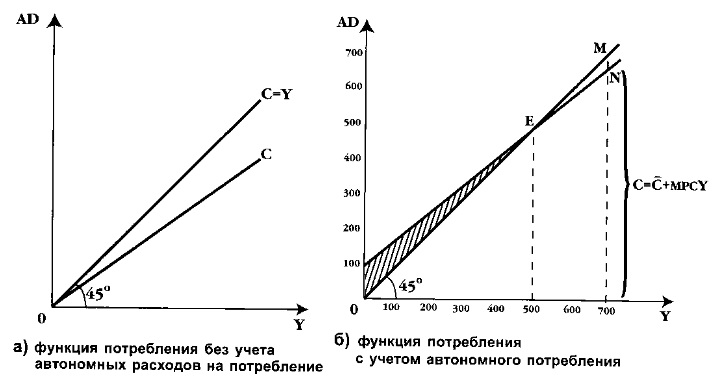 AD
C=Y
C
45°
0
Y
а) функция потребления без учета
автономных расходов на потребление
AD
700
600
500
400
300
200
100
0
M
N
E
C=C̃+MPCY
45°
100 200 300 400 500 600 700
Y
б) функция потребления
с учетом автономного потребления